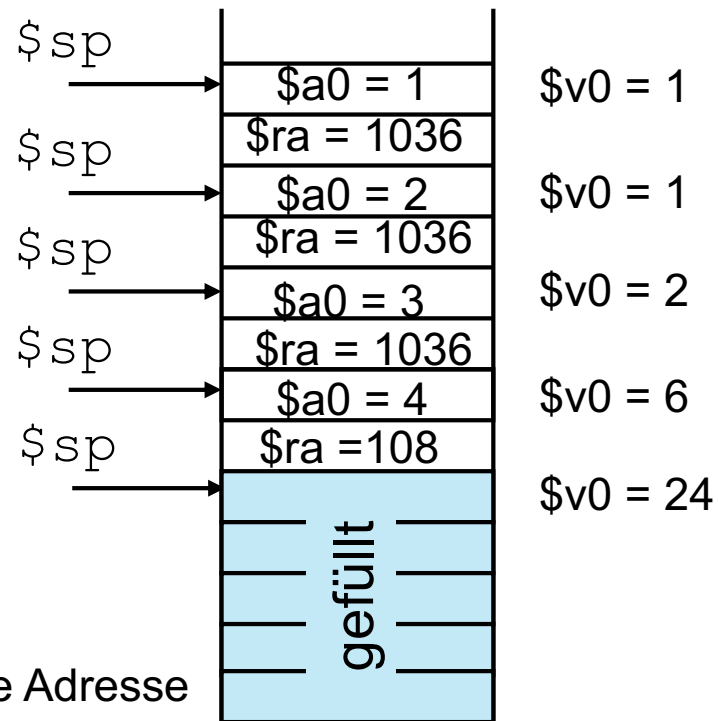 $sp
$a0 = 1 $v0 = 1
$ra = 1036
$sp
$a0 = 2 $v0 = 1
$ra = 1036
$sp
$a0 = 3 $v0 = 2
$ra = 1036
$sp
$a0 = 4 $v0 = 6
$sp
$ra =108
$v0 = 24
gefüllt
e Adresse